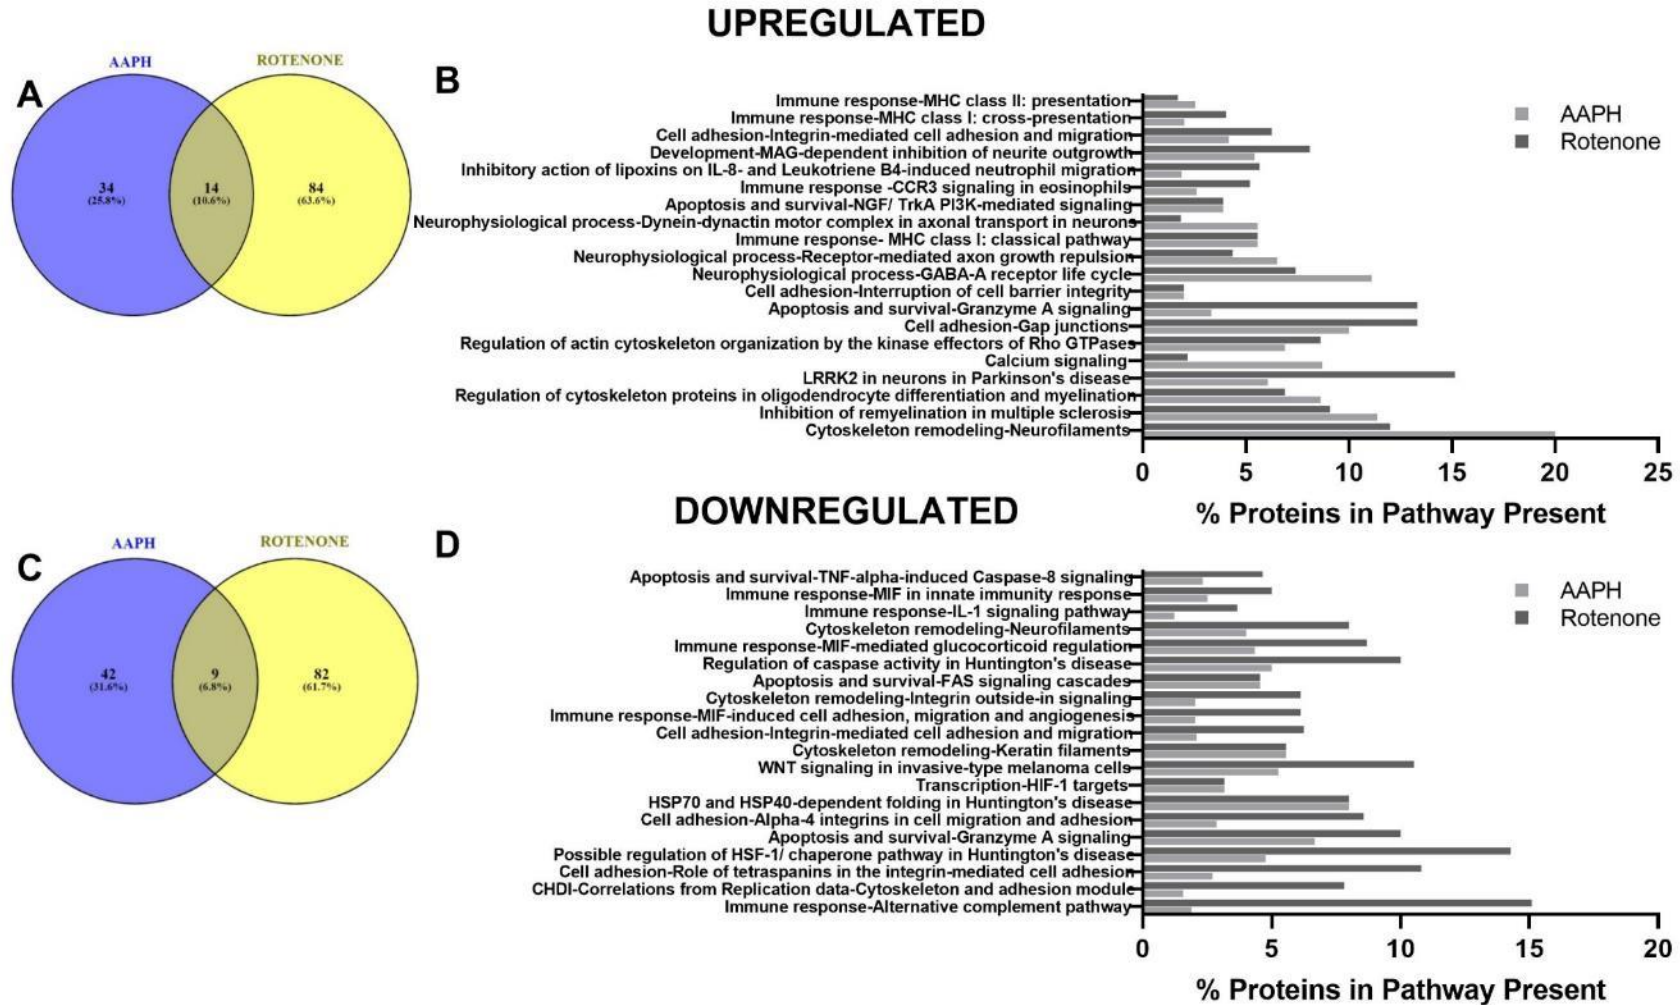 UPREGULATED
A
AAPH
ROTENONE
34
(25.8%)
14
(10.6%)
84
(63.6%)
B
Immune response-MHC class II: presentation
Immune response-MHC class I: cross-presentation
Cell adhesion-Integrin-mediated cell adhesion and migration
Development-MAG-dependent inhibition of neurite outgrowth
Inhibitory action of lipoxins on IL-8- and Leukotriene B4-induced neutrophil migration
Immune response -CCR3 signaling in eosinophils
Apoptosis and survival-NGF/ TrkA PI3K-mediated signaling
Neurophysiological process-Dynein-dynactin motor complex in axonal transport in neurons
Immune response- MHC class I: classical pathway
Neurophysiological process-Receptor-mediated axon growth repulsion
Neurophysiological process-GABA-A receptor life cycle
Cell adhesion-Interruption of cell barrier integrity
Apoptosis and survival-Granzyme A signaling
Cell adhesion-Gap junctions
Regulation of actin cytoskeleton organization by the kinase effectors of Rho GTPases
Calcium signaling
LRRK2 in neurons in Parkinson's disease
Regulation of cytoskeleton proteins in oligodendrocyte differentiation and myelination
Inhibition of remyelination in multiple sclerosis
Cytoskeleton remodeling-Neurofilaments
0 5 10 15 20 25
% Proteins in Pathway Present
AAPH
Rotenone
DOWNREGULATED
C
AAPH
ROTENONE
42
(31.6%)
9
(6.8%)
82
(61.7%)
D
Apoptosis and survival-TNF-alpha-induced Caspase-8 signaling
Immune response-MIF in innate immunity response
Immune response-IL-1 signaling pathway
Cytoskeleton remodeling-Neurofilaments
Immune response-MIF-mediated glucocorticoid regulation
Regulation of caspase activity in Huntington's disease
Apoptosis and survival-FAS signaling cascades
Cytoskeleton remodeling-Integrin outside-in signaling
Immune response-MIF-induced cell adhesion, migration and angiogenesis
Cell adhesion-Integrin-mediated cell adhesion and migration
Cytoskeleton remodeling-Keratin filaments
WNT signaling in invasive-type melanoma cells
Transcription-HIF-1 targets
HSP70 and HSP40-dependent folding in Huntington's disease
Cell adhesion-Alpha-4 integrins in cell migration and adhesion
Apoptosis and survival-Granzyme A signaling
Possible regulation of HSF-1/ chaperone pathway in Huntington's disease
Cell adhesion-Role of tetraspanins in the integrin-mediated cell adhesion
CHDI-Correlations from Replication data-Cytoskeleton and adhesion module
Immune response-Alternative complement pathway
0 5 10 15 20
% Proteins in Pathway Present
AAPH
Rotenone